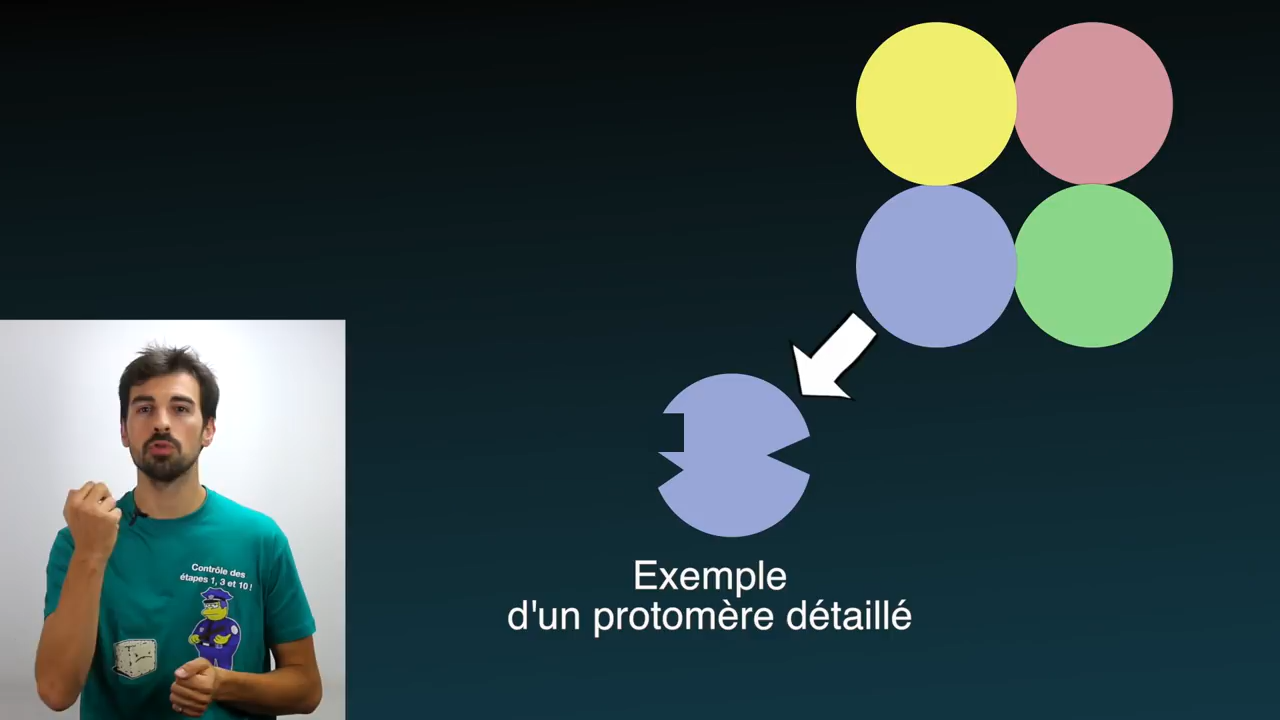 Contrôle des
étapes 1, 3 et 10 !
Exemple
d'un protomère détaillé